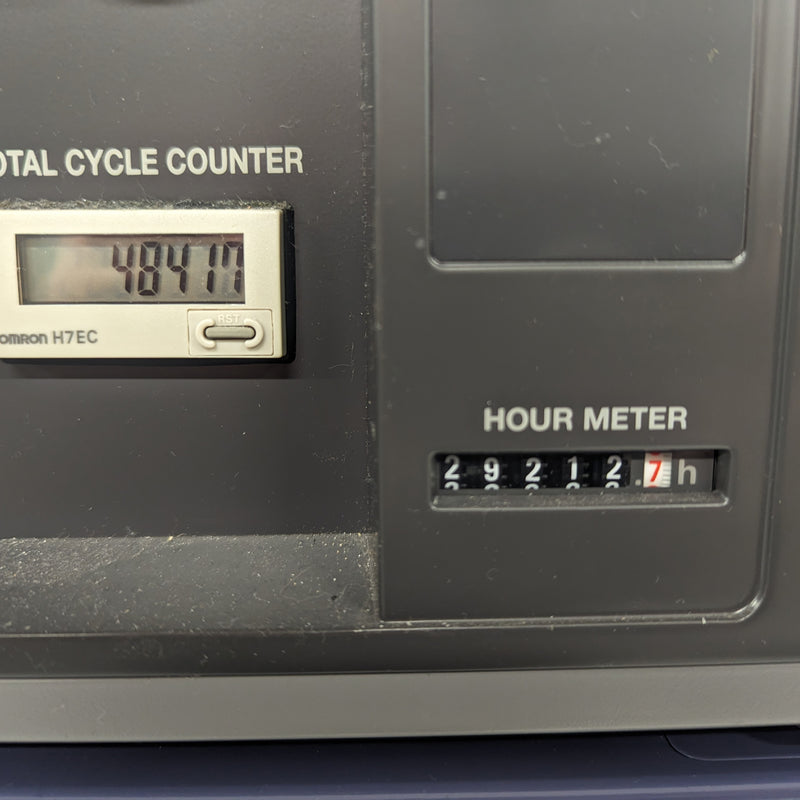 OTAL CYCLE COUNTER
48417
RST
omron H7EC
HOUR METER
29212.7 h